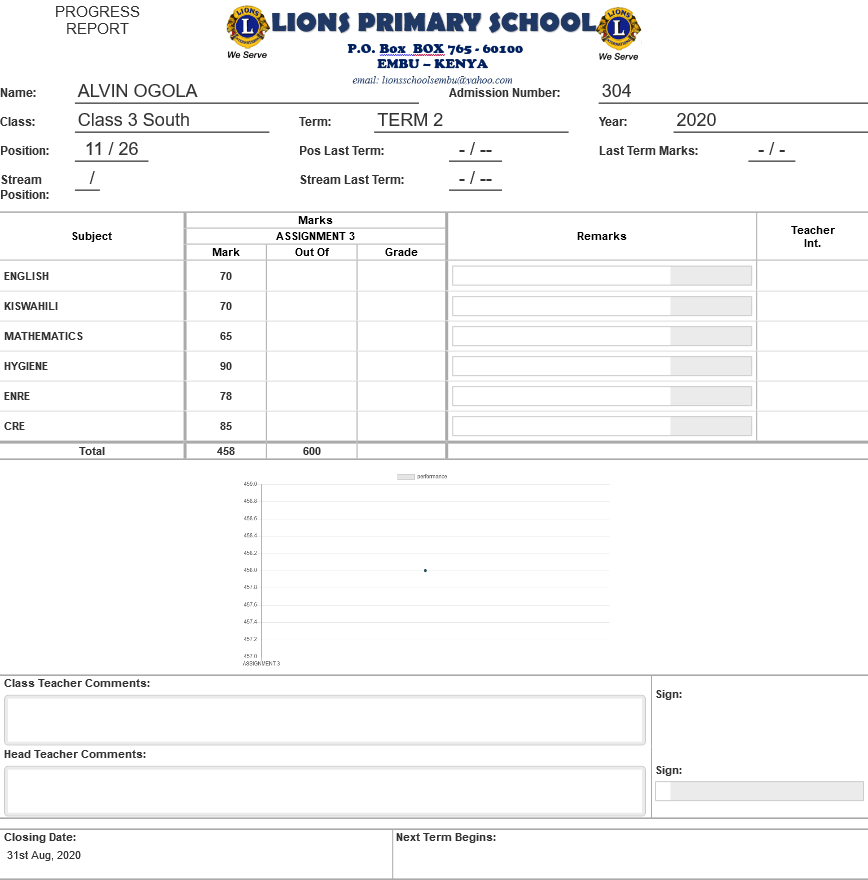 PROGRESS
REPORT
LIONS PRIMARY SCHOOL
P.O. Box BOX 765 - 60100
EMBU – KENYA
email: lionsschoolsembu@yahoo.com
LIONS L INTERNATIONAL We Serve
LIONS L INTERNATIONAL We Serve
Name: ALVIN OGOLA Admission Number: 304
Class: Class 3 South Term: TERM 2 Year: 2020
Position: 11 / 26 Pos Last Term: - / -- Last Term Marks: - / -
Stream Position: / Stream Last Term: - / --
Subject Marks Remarks Teacher Int.
ASSIGNMENT 3
Mark Out Of Grade
ENGLISH 70
KISWAHILI 70
MATHEMATICS 65
HYGIENE 90
ENRE 78
CRE 85
Total 458 600
performance
459.0
458.8
458.6
458.4
458.2
458.0
457.8
457.6
457.4
457.2
457.0
ASSIGNMENT 3
Class Teacher Comments:
Sign:
Head Teacher Comments:
Sign:
Closing Date: Next Term Begins:
31st Aug, 2020